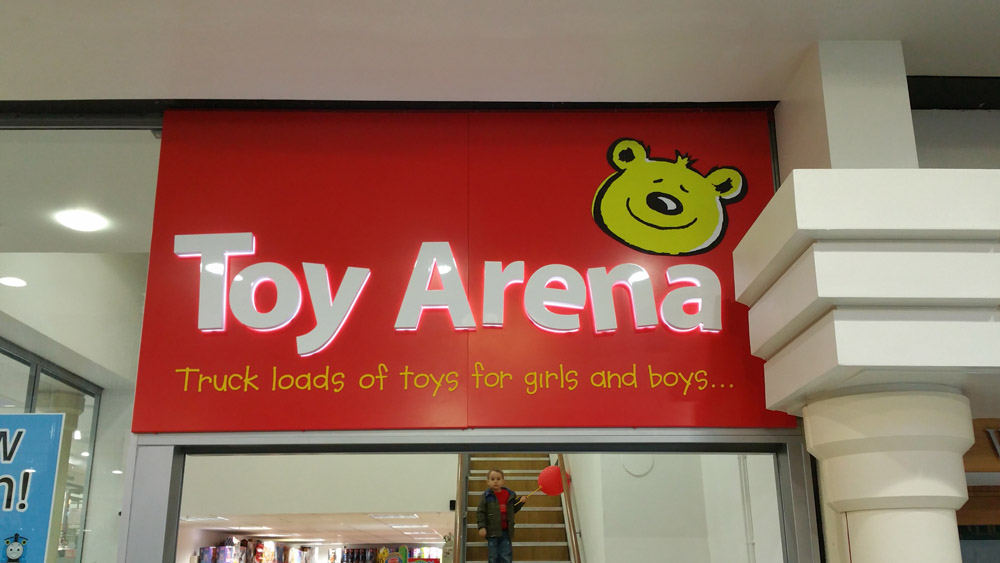 Toy Arena
Truck loads of toys for girls and boys...